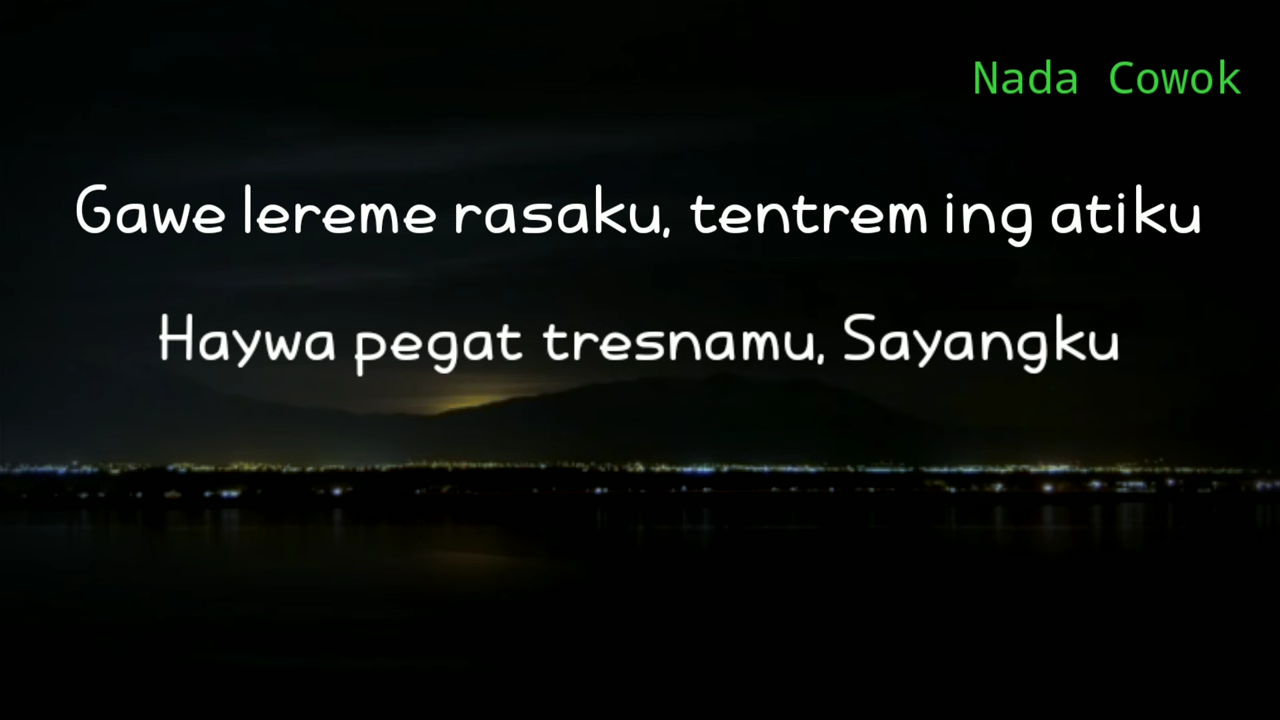 Nada Cowok
Gawe lereme rasaku, tentrem ing atiku
Haywa pegat tresnamu, Sayangku